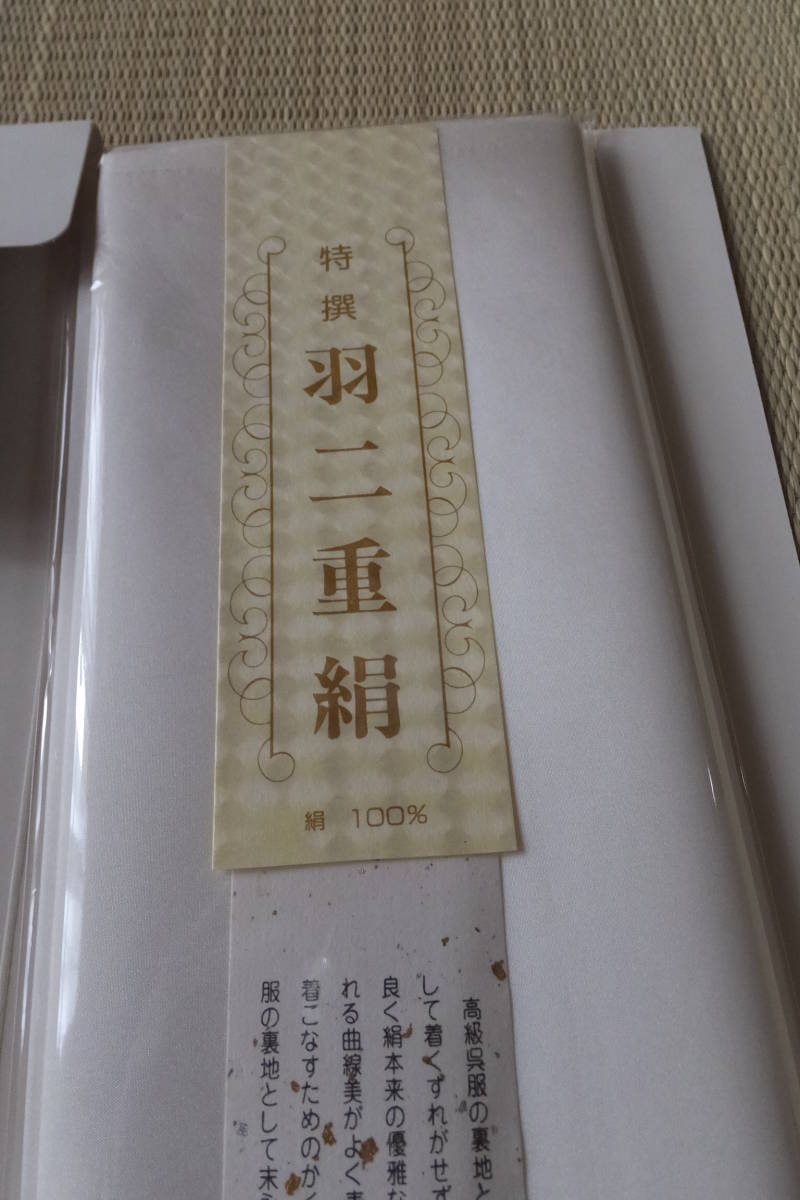 特撰
羽二重絹
絹 100%
高級呉服の裏地と
して着くずれがせず
良く絹本来の優雅な
れる曲線美がよく
着こなすためのか
服の裏地として末